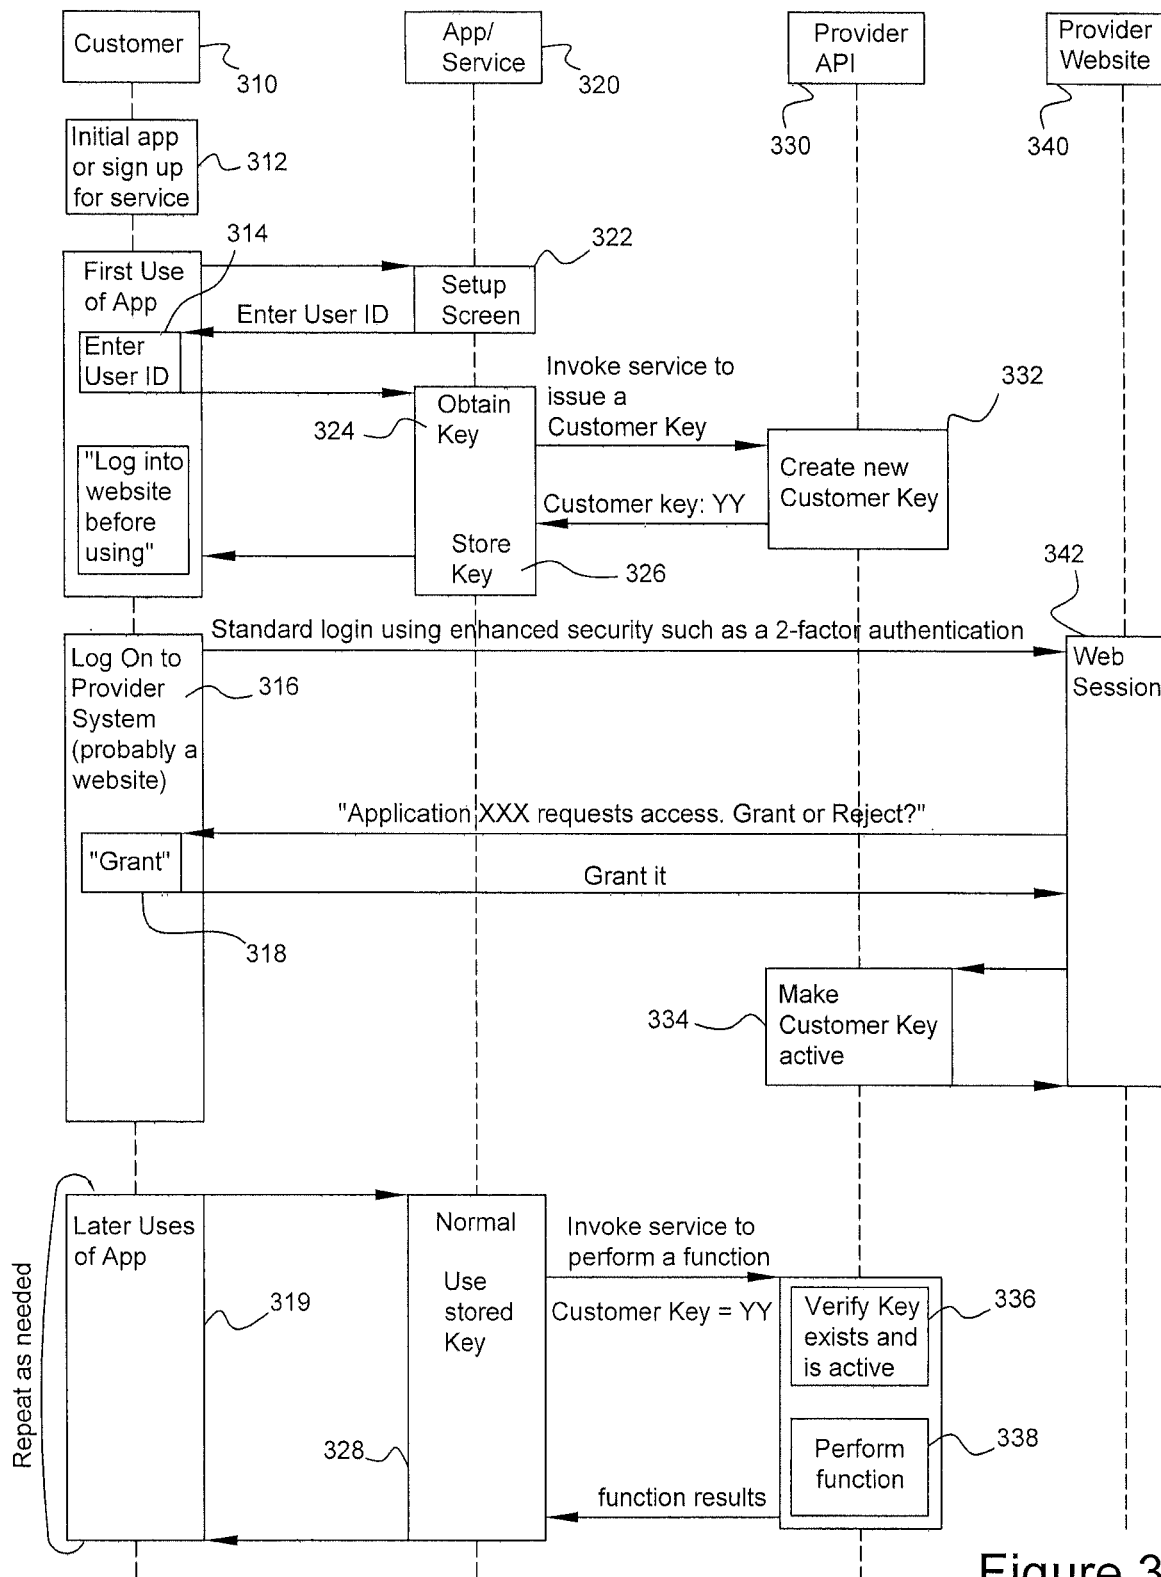 Customer
310
App/
Service
320
Provider
API
330
Provider
Website
340
Initial app
or sign up
for service
312
First Use
of App
314
Setup
Screen
322
Enter User ID
Enter
User ID
Obtain
Key
324
Invoke service to
issue a
Customer Key
Create new
Customer Key
332
Customer key: YY
"Log into
website
before
using"
Store
Key
326
342
Standard login using enhanced security such as a 2-factor authentication
Log On to
Provider
System
(probably a
website)
316
Web
Session
"Application XXX requests access. Grant or Reject?"
"Grant"
Grant it
318
Make
Customer Key
active
334
Repeat as needed
Later Uses
of App
319
Normal
Use
stored
Key
328
Invoke service to
perform a function
Customer Key = YY
Verify Key
exists and
is active
336
Perform
function
338
function results
Figure 3